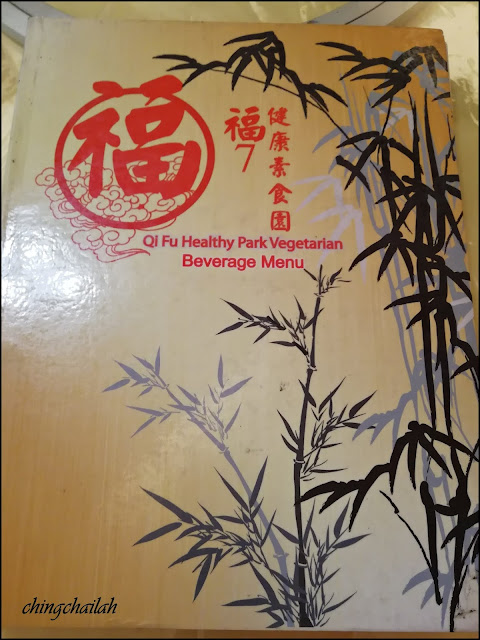 福
福7
健康素食園
Qi Fu Healthy Park Vegetarian
Beverage Menu
chingchailah